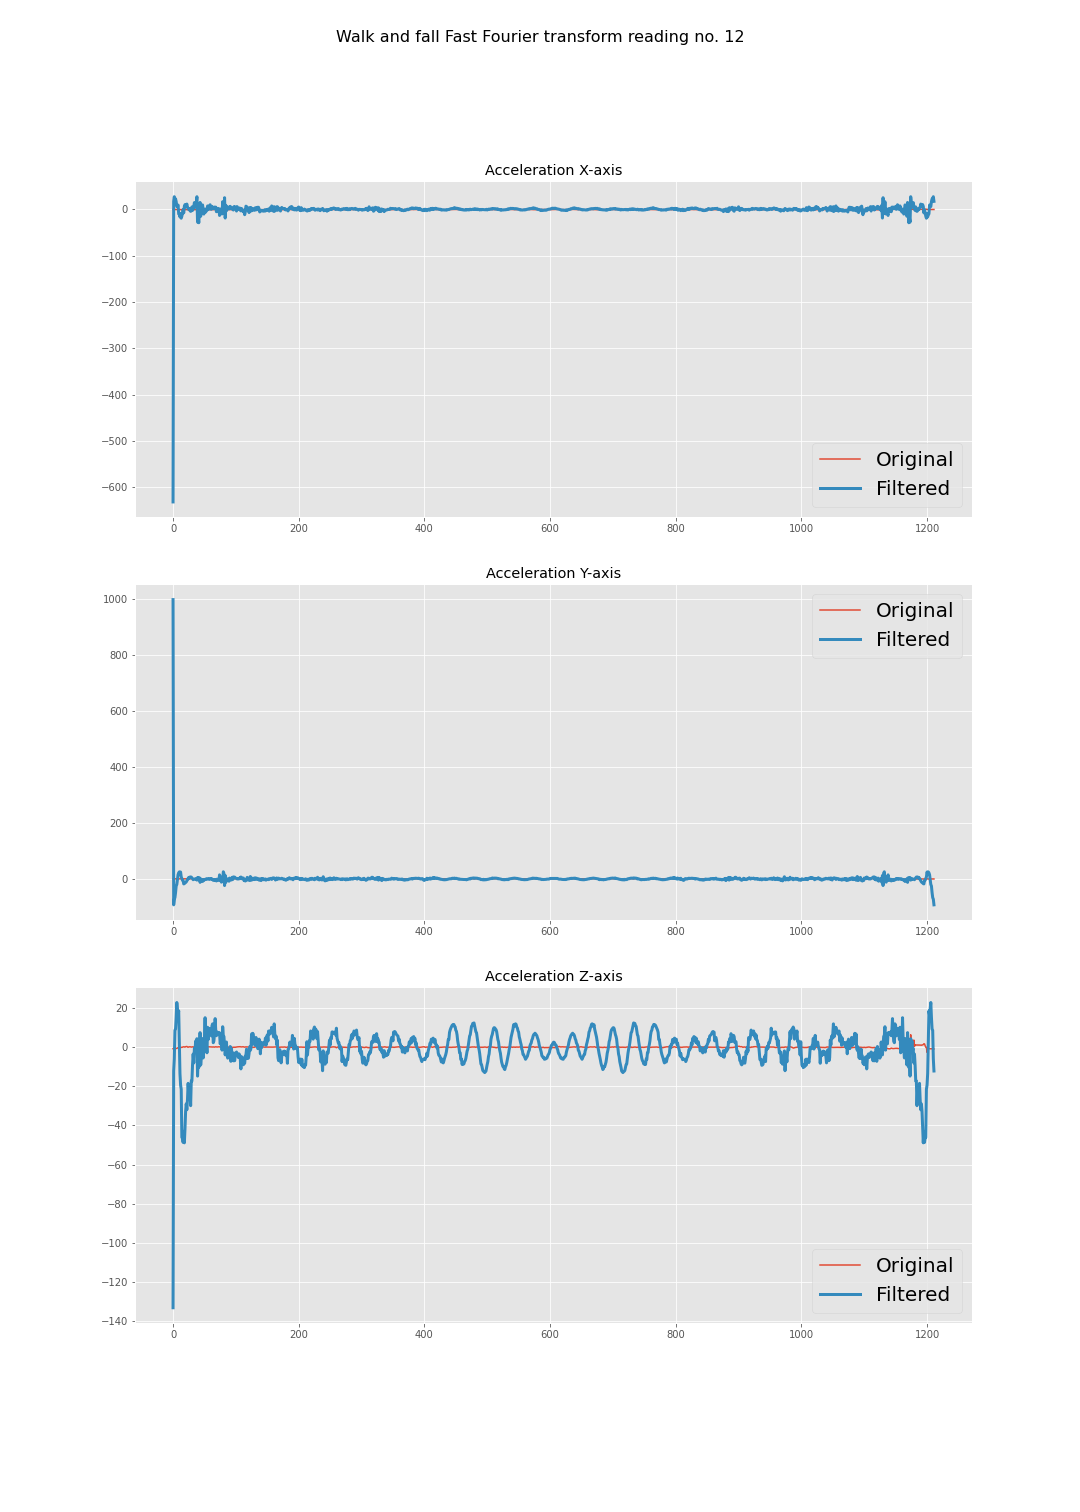 Walk and fall Fast Fourier transform reading no. 12
Acceleration X-axis
0
−100
−200
−300
−400
−500
−600
Original
Filtered
0 200 400 600 800 1000 1200
Acceleration Y-axis
1000
800
600
400
200
0
Original
Filtered
0 200 400 600 800 1000 1200
Acceleration Z-axis
20
0
−20
−40
−60
−80
−100
−120
−140
Original
Filtered
0 200 400 600 800 1000 1200